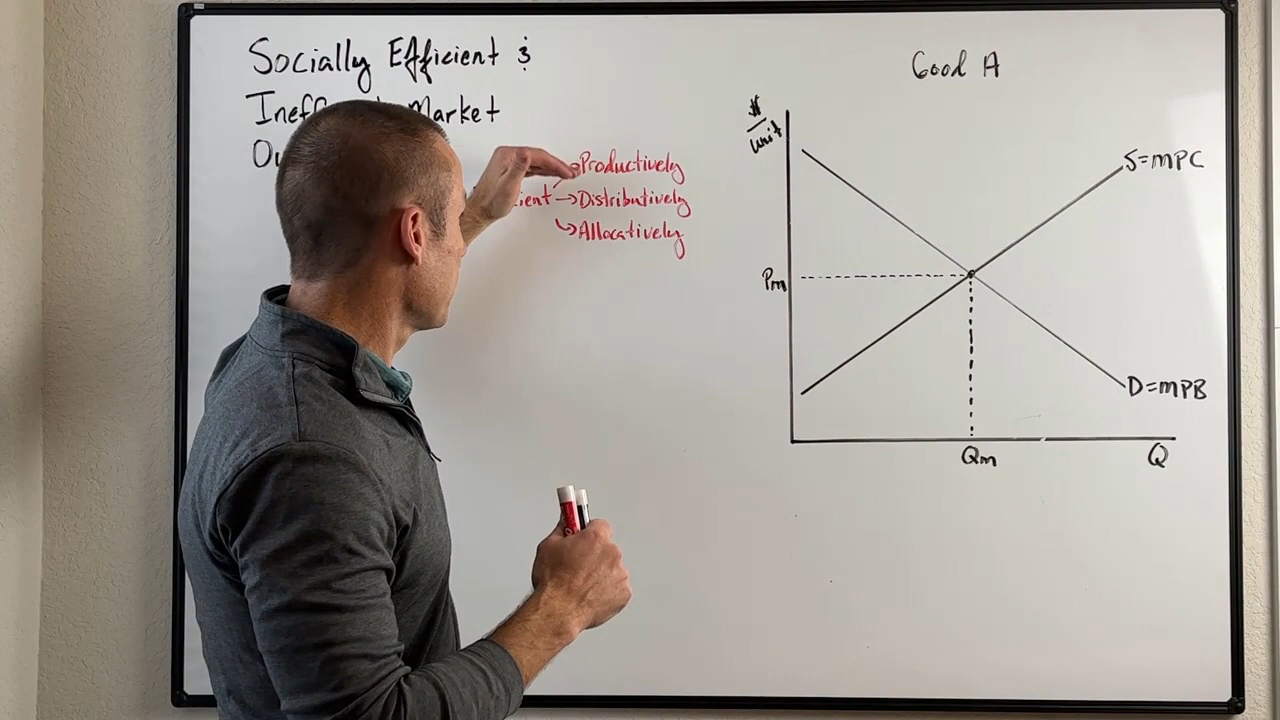 Socially Efficient &
Market
Productively
→Distributively
Allocatively
Good A
$/unit
S=MPC
Pm
D=MPB
Qm
Q